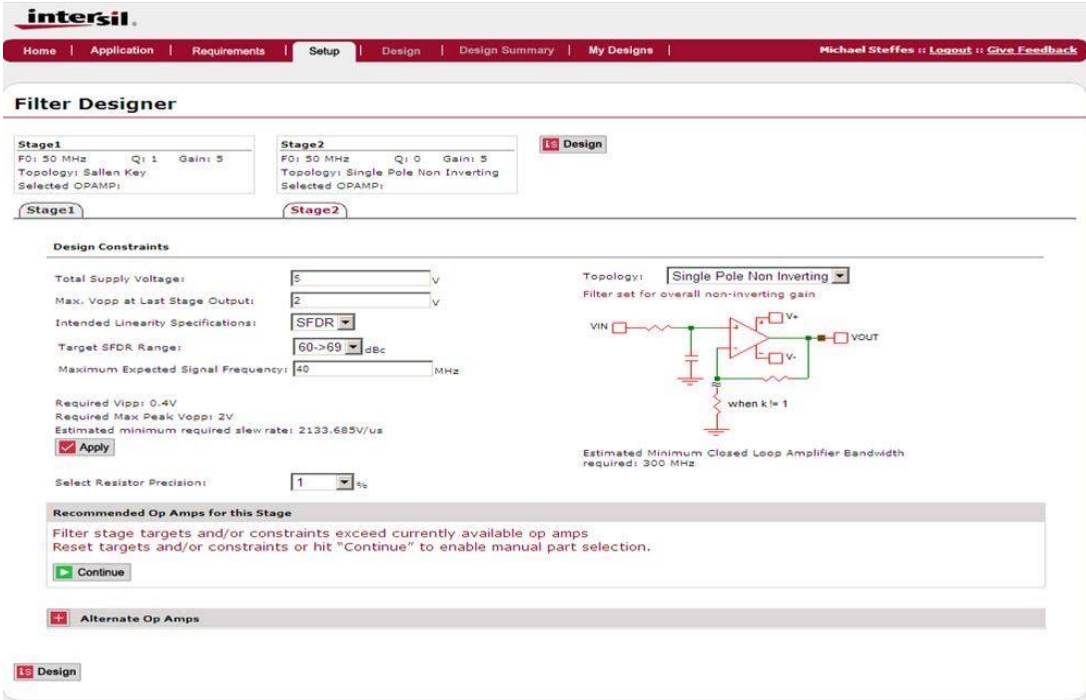 intersil.
Home | Application | Requirements | Setup | Design | Design Summary | My Designs | Michael Steffes :: Logout :: Give Feedback
Filter Designer
Stage1
F0: 50 MHz Q: 1 Gain: 5
Topology: Sallen Key
Selected OPAMP:
Stage2
F0: 50 MHz Q: 0 Gain: 5
Topology: Single Pole Non Inverting
Selected OPAMP:
is Design
Stage1 Stage2
Design Constraints
Total Supply Voltage: 5 V
Max. Vopp at Last Stage Output: 2 V
Intended Linearity Specifications: SFDR
Target SFDR Range: 60->69 dBc
Maximum Expected Signal Frequency: 40 MHz
Required Vipp: 0.4V
Required Max Peak Vopp: 2V
Estimated minimum required slew rate: 2133.685V/us
Apply
Select Resistor Precision: 1 %
Topology: Single Pole Non Inverting
Filter set for overall non-inverting gain
VIN
V+
VOUT
V-
when k != 1
Estimated Minimum Closed Loop Amplifier Bandwidth
required: 300 MHz
Recommended Op Amps for this Stage
Filter stage targets and/or constraints exceed currently available op amps
Reset targets and/or constraints or hit "Continue" to enable manual part selection.
Continue
Alternate Op Amps
is Design